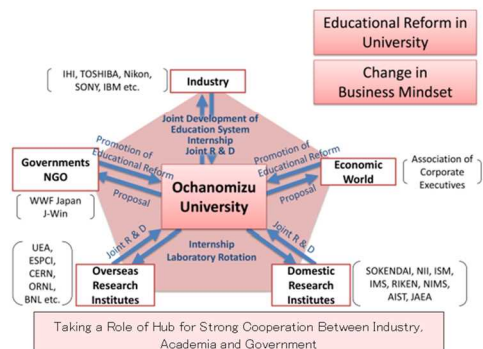 Educational Reform in
University
Change in
Business Mindset
IHI, TOSHIBA, Nikon,
SONY, IBM etc.
Industry
Joint Development of
Education System
Internship
Joint R & D
Promotion of
Educational Reform
Proposal
Governments
NGO
WWF Japan
J-Win
Ochanomizu
University
Promotion of
Educational Reform
Proposal
Economic
World
Association of
Corporate
Executives
UEA,
ESPCI,
CERN,
ORNL,
BNL etc.
Joint R & D
Overseas
Research
Institutes
Internship
Laboratory Rotation
Joint R & D
Domestic
Research
Institutes
SOKENDAI, NII, ISM,
IMS, RIKEN, NIMS,
AIST, JAEA
Taking a Role of Hub for Strong Cooperation Between Industry,
Academia and Government